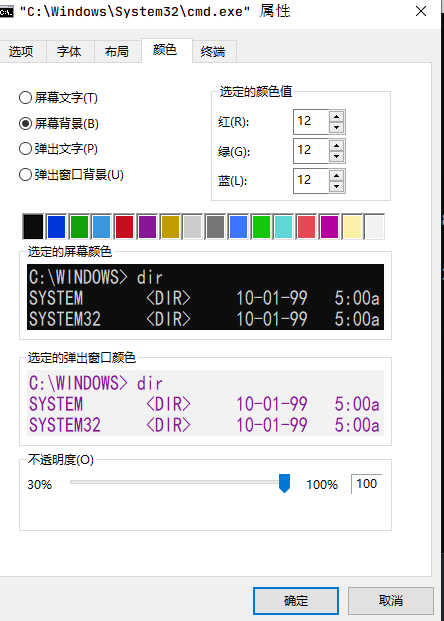 "C:\Windows\System32\cmd.exe" 属性
选项 字体 布局 颜色 终端
屏幕文字(T)
屏幕背景(B)
弹出文字(P)
弹出窗口背景(U)
选定的颜色值
红(R): 12
绿(G): 12
蓝(L): 12
选定的屏幕颜色
C:\WINDOWS> dir
SYSTEM <DIR> 10-01-99 5:00a
SYSTEM32 <DIR> 10-01-99 5:00a
选定的弹出窗口颜色
C:\WINDOWS> dir
SYSTEM <DIR> 10-01-99 5:00a
SYSTEM32 <DIR> 10-01-99 5:00a
不透明度(O)
30% 100% 100
确定 取消